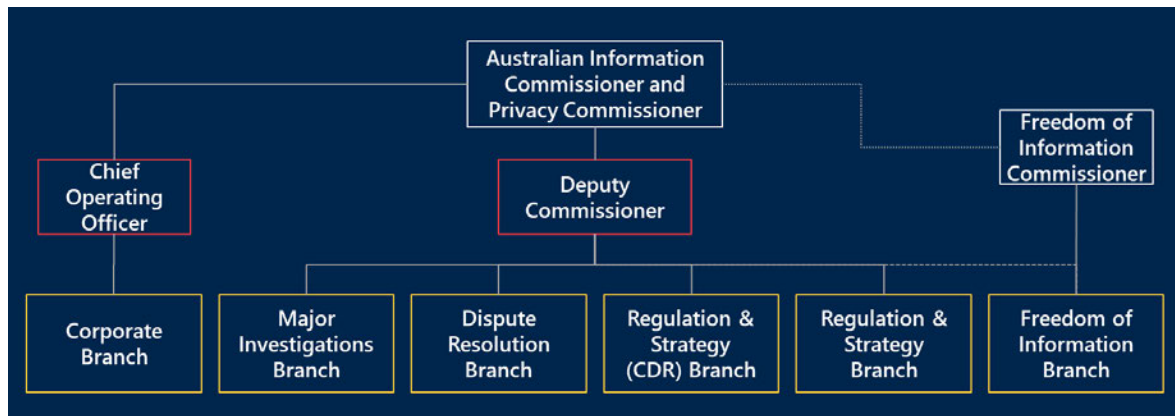 Australian Information
Commissioner and
Privacy Commissioner
Freedom of
Information
Commissioner
Chief
Operating
Officer
Deputy
Commissioner
Corporate
Branch
Major
Investigations
Branch
Dispute
Resolution
Branch
Regulation &
Strategy
(CDR) Branch
Regulation &
Strategy
Branch
Freedom of
Information
Branch